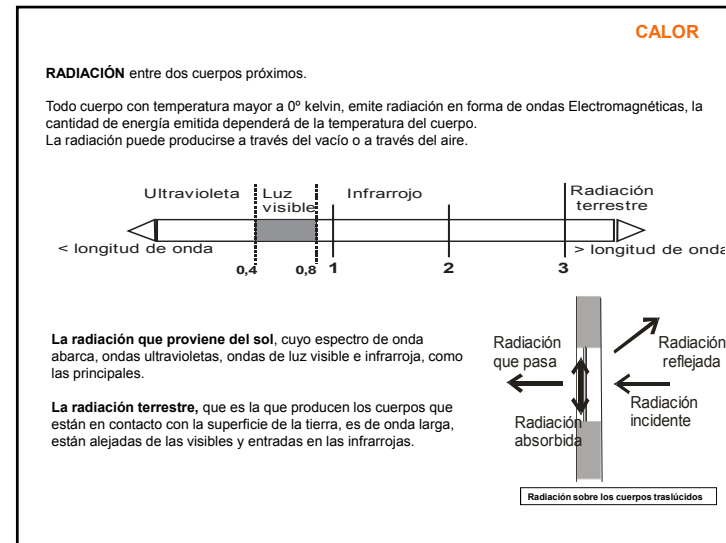 CALOR
RADIACIÓN entre dos cuerpos próximos.
Todo cuerpo con temperatura mayor a 0º kelvin, emite radiación en forma de ondas Electromagnéticas, la
cantidad de energía emitida dependerá de la temperatura del cuerpo.
La radiación puede producirse a través del vacío o a través del aire.
Ultravioleta
Luz
visible
Infrarrojo
Radiación
terrestre
< longitud de onda
> longitud de onda
0,4
0,8
1
2
3
La radiación que proviene del sol, cuyo espectro de onda
abarca, ondas ultravioletas, ondas de luz visible e infrarroja, como
las principales.
La radiación terrestre, que es la que producen los cuerpos que
están en contacto con la superficie de la tierra, es de onda larga,
están alejadas de las visibles y entradas en las infrarrojas.
Radiación
que pasa
Radiación
reflejada
Radiación
absorbida
Radiación
incidente
Radiación sobre los cuerpos traslúcidos